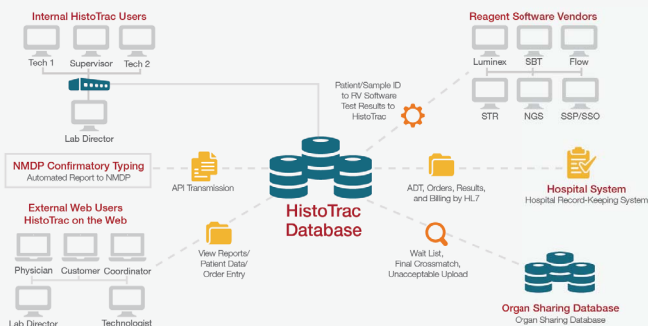 Internal HistoTrac Users
Tech 1
Supervisor
Tech 2
Lab Director
Reagent Software Vendors
Luminex
SBT
Flow
STR
NGS
SSP/SSO
Patient/Sample ID
to RV Software
Test Results to
HistoTrac
NMDP Confirmatory Typing
Automated Report to NMDP
API Transmission
HistoTrac
Database
ADT, Orders, Results,
and Billing by HL7
Hospital System
Hospital Record-Keeping System
External Web Users
HistoTrac on the Web
Physician
Customer
Coordinator
Lab Director
Technologist
View Reports/
Patient Data/
Order Entry
Wait List,
Final Crossmatch,
Unacceptable Upload
Organ Sharing Database
Organ Sharing Database